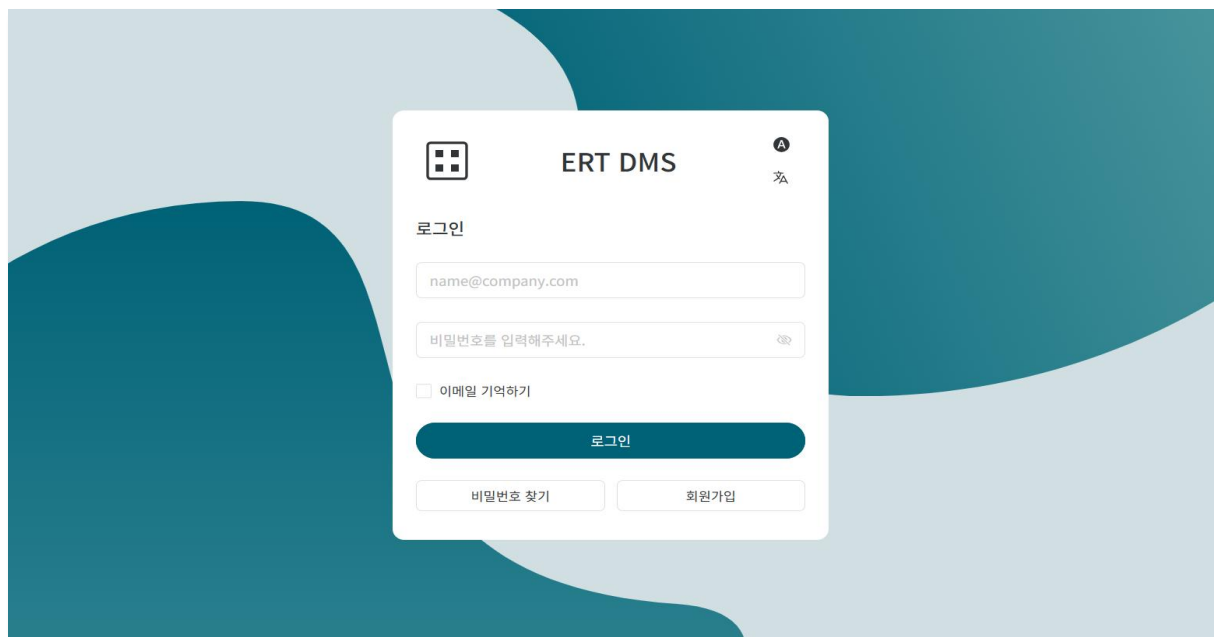 ERT DMS
A
文A
로그인
name@company.com
비밀번호를 입력해주세요.
이메일 기억하기
로그인
비밀번호 찾기 회원가입